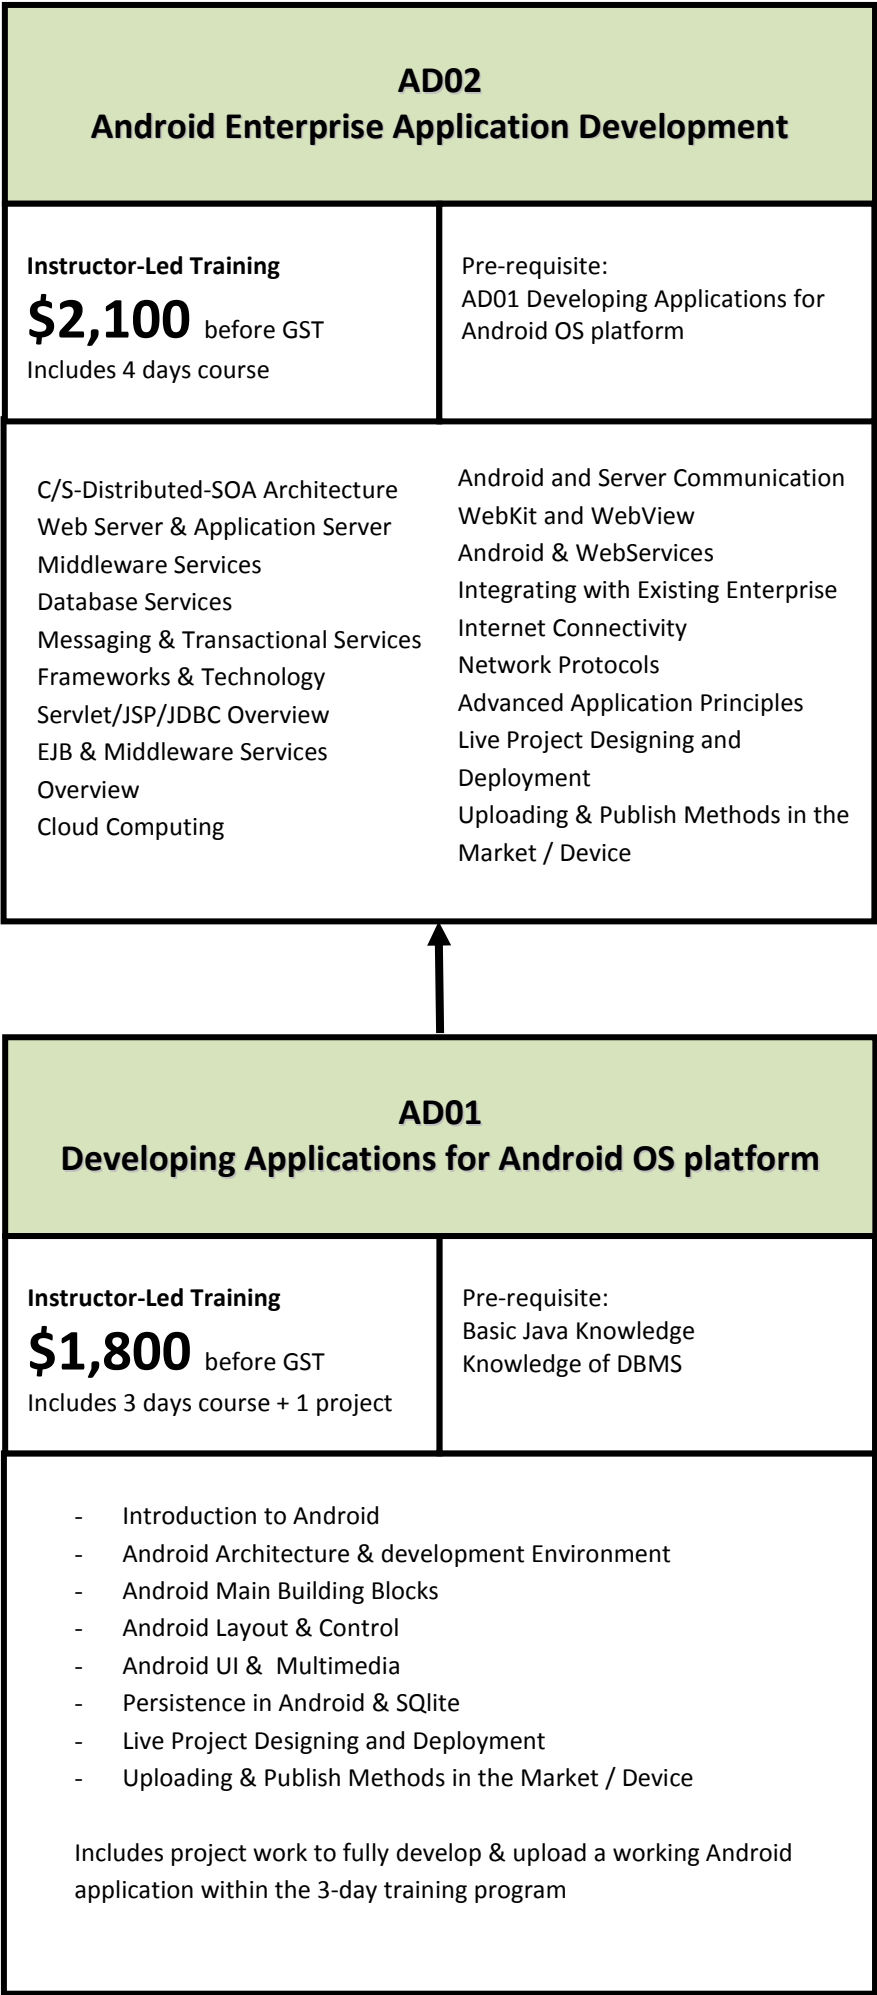 AD02
Android Enterprise Application Development
Instructor-Led Training
$2,100 before GST
Includes 4 days course
Pre-requisite:
AD01 Developing Applications for
Android OS platform
C/S-Distributed-SOA Architecture
Web Server & Application Server
Middleware Services
Database Services
Messaging & Transactional Services
Frameworks & Technology
Servlet/JSP/JDBC Overview
EJB & Middleware Services
Overview
Cloud Computing
Android and Server Communication
WebKit and WebView
Android & WebServices
Integrating with Existing Enterprise
Internet Connectivity
Network Protocols
Advanced Application Principles
Live Project Designing and
Deployment
Uploading & Publish Methods in the
Market / Device
AD01
Developing Applications for Android OS platform
Instructor-Led Training
$1,800 before GST
Includes 3 days course + 1 project
Pre-requisite:
Basic Java Knowledge
Knowledge of DBMS
- Introduction to Android
- Android Architecture & development Environment
- Android Main Building Blocks
- Android Layout & Control
- Android UI &  Multimedia
- Persistence in Android & SQlite
- Live Project Designing and Deployment
- Uploading & Publish Methods in the Market / Device
Includes project work to fully develop & upload a working Android
application within the 3-day training program